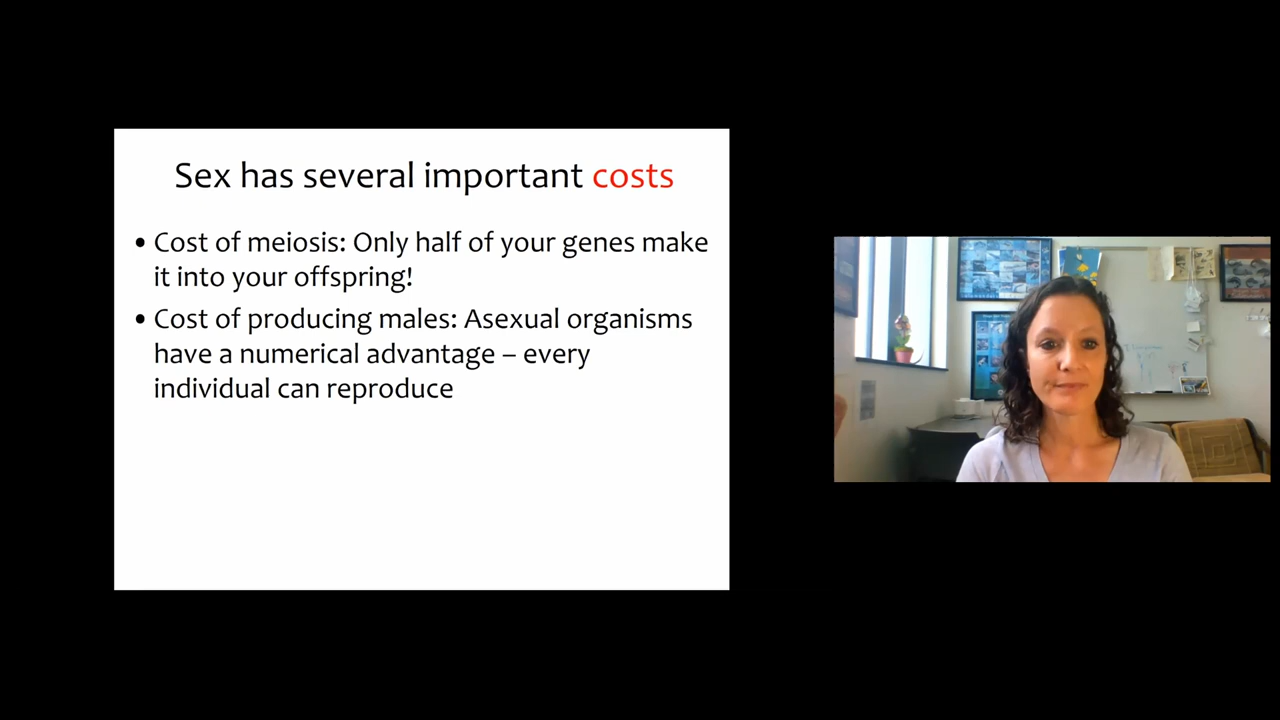 Sex has several important costs
• Cost of meiosis: Only half of your genes make
it into your offspring!
• Cost of producing males: Asexual organisms
have a numerical advantage – every
individual can reproduce